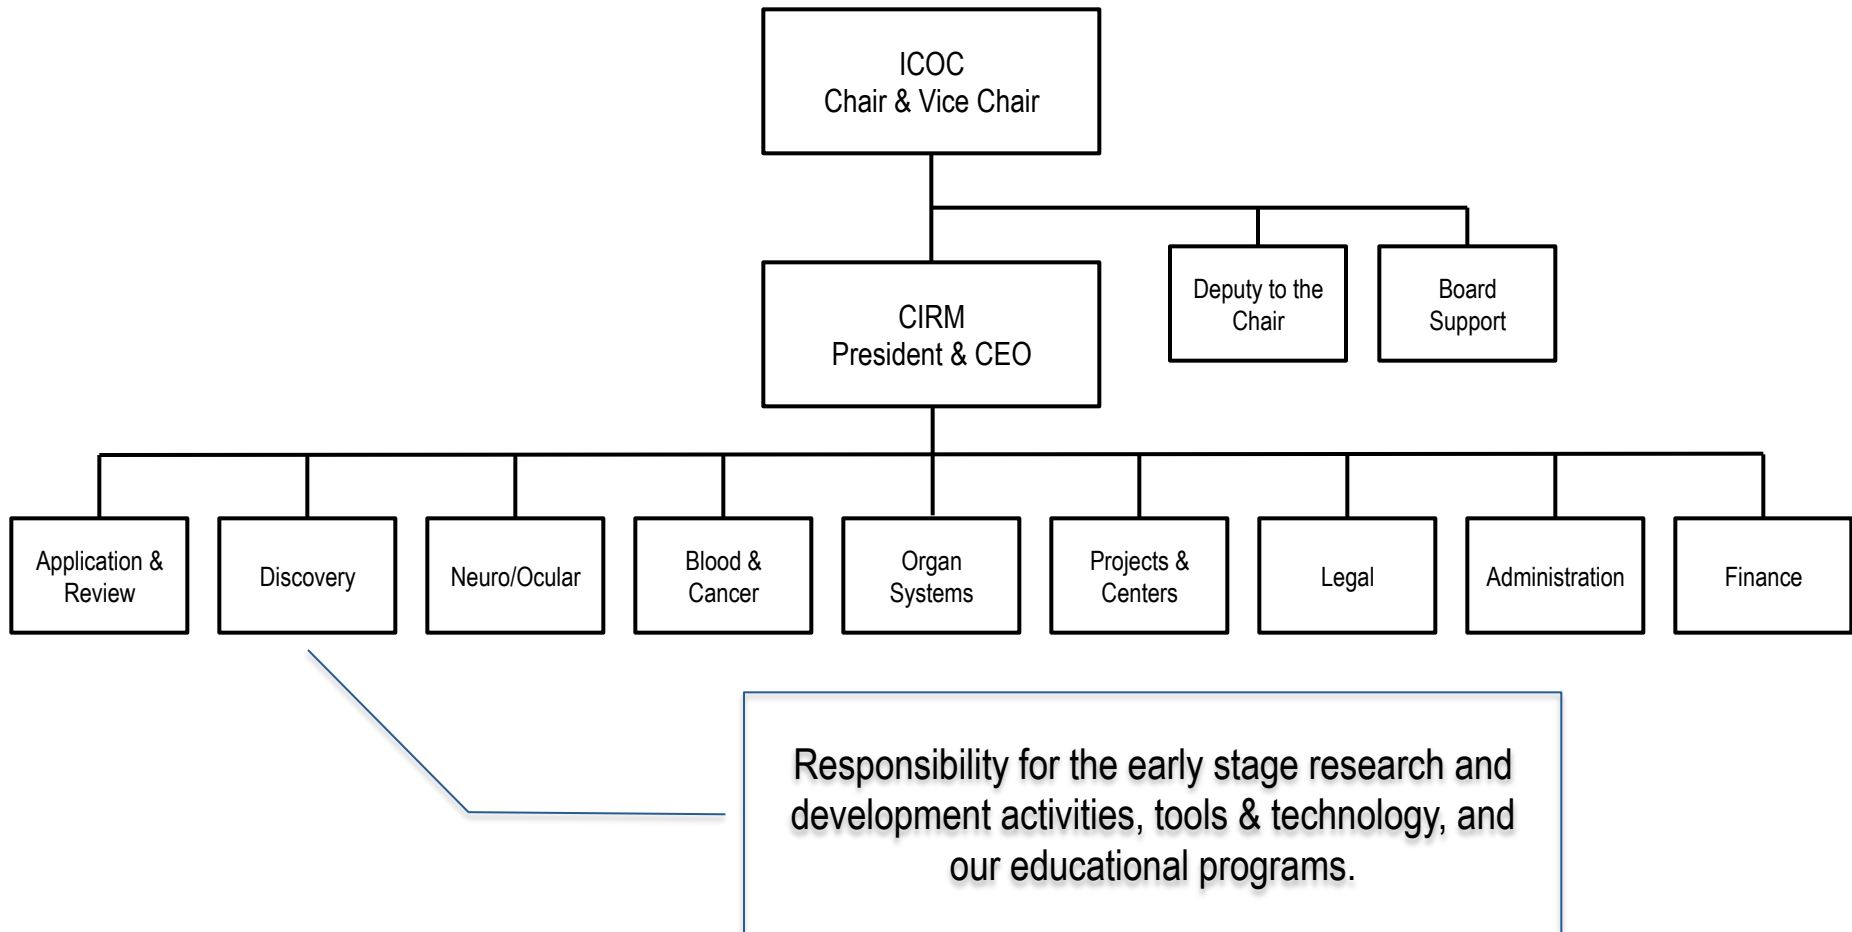 ICOC
Chair & Vice Chair
CIRM
President & CEO
Deputy to the
Chair
Board
Support
Application &
Review
Discovery
Neuro/Ocular
Blood &
Cancer
Organ
Systems
Projects &
Centers
Legal
Administration
Finance
Responsibility for the early stage research and
development activities, tools & technology, and
our educational programs.